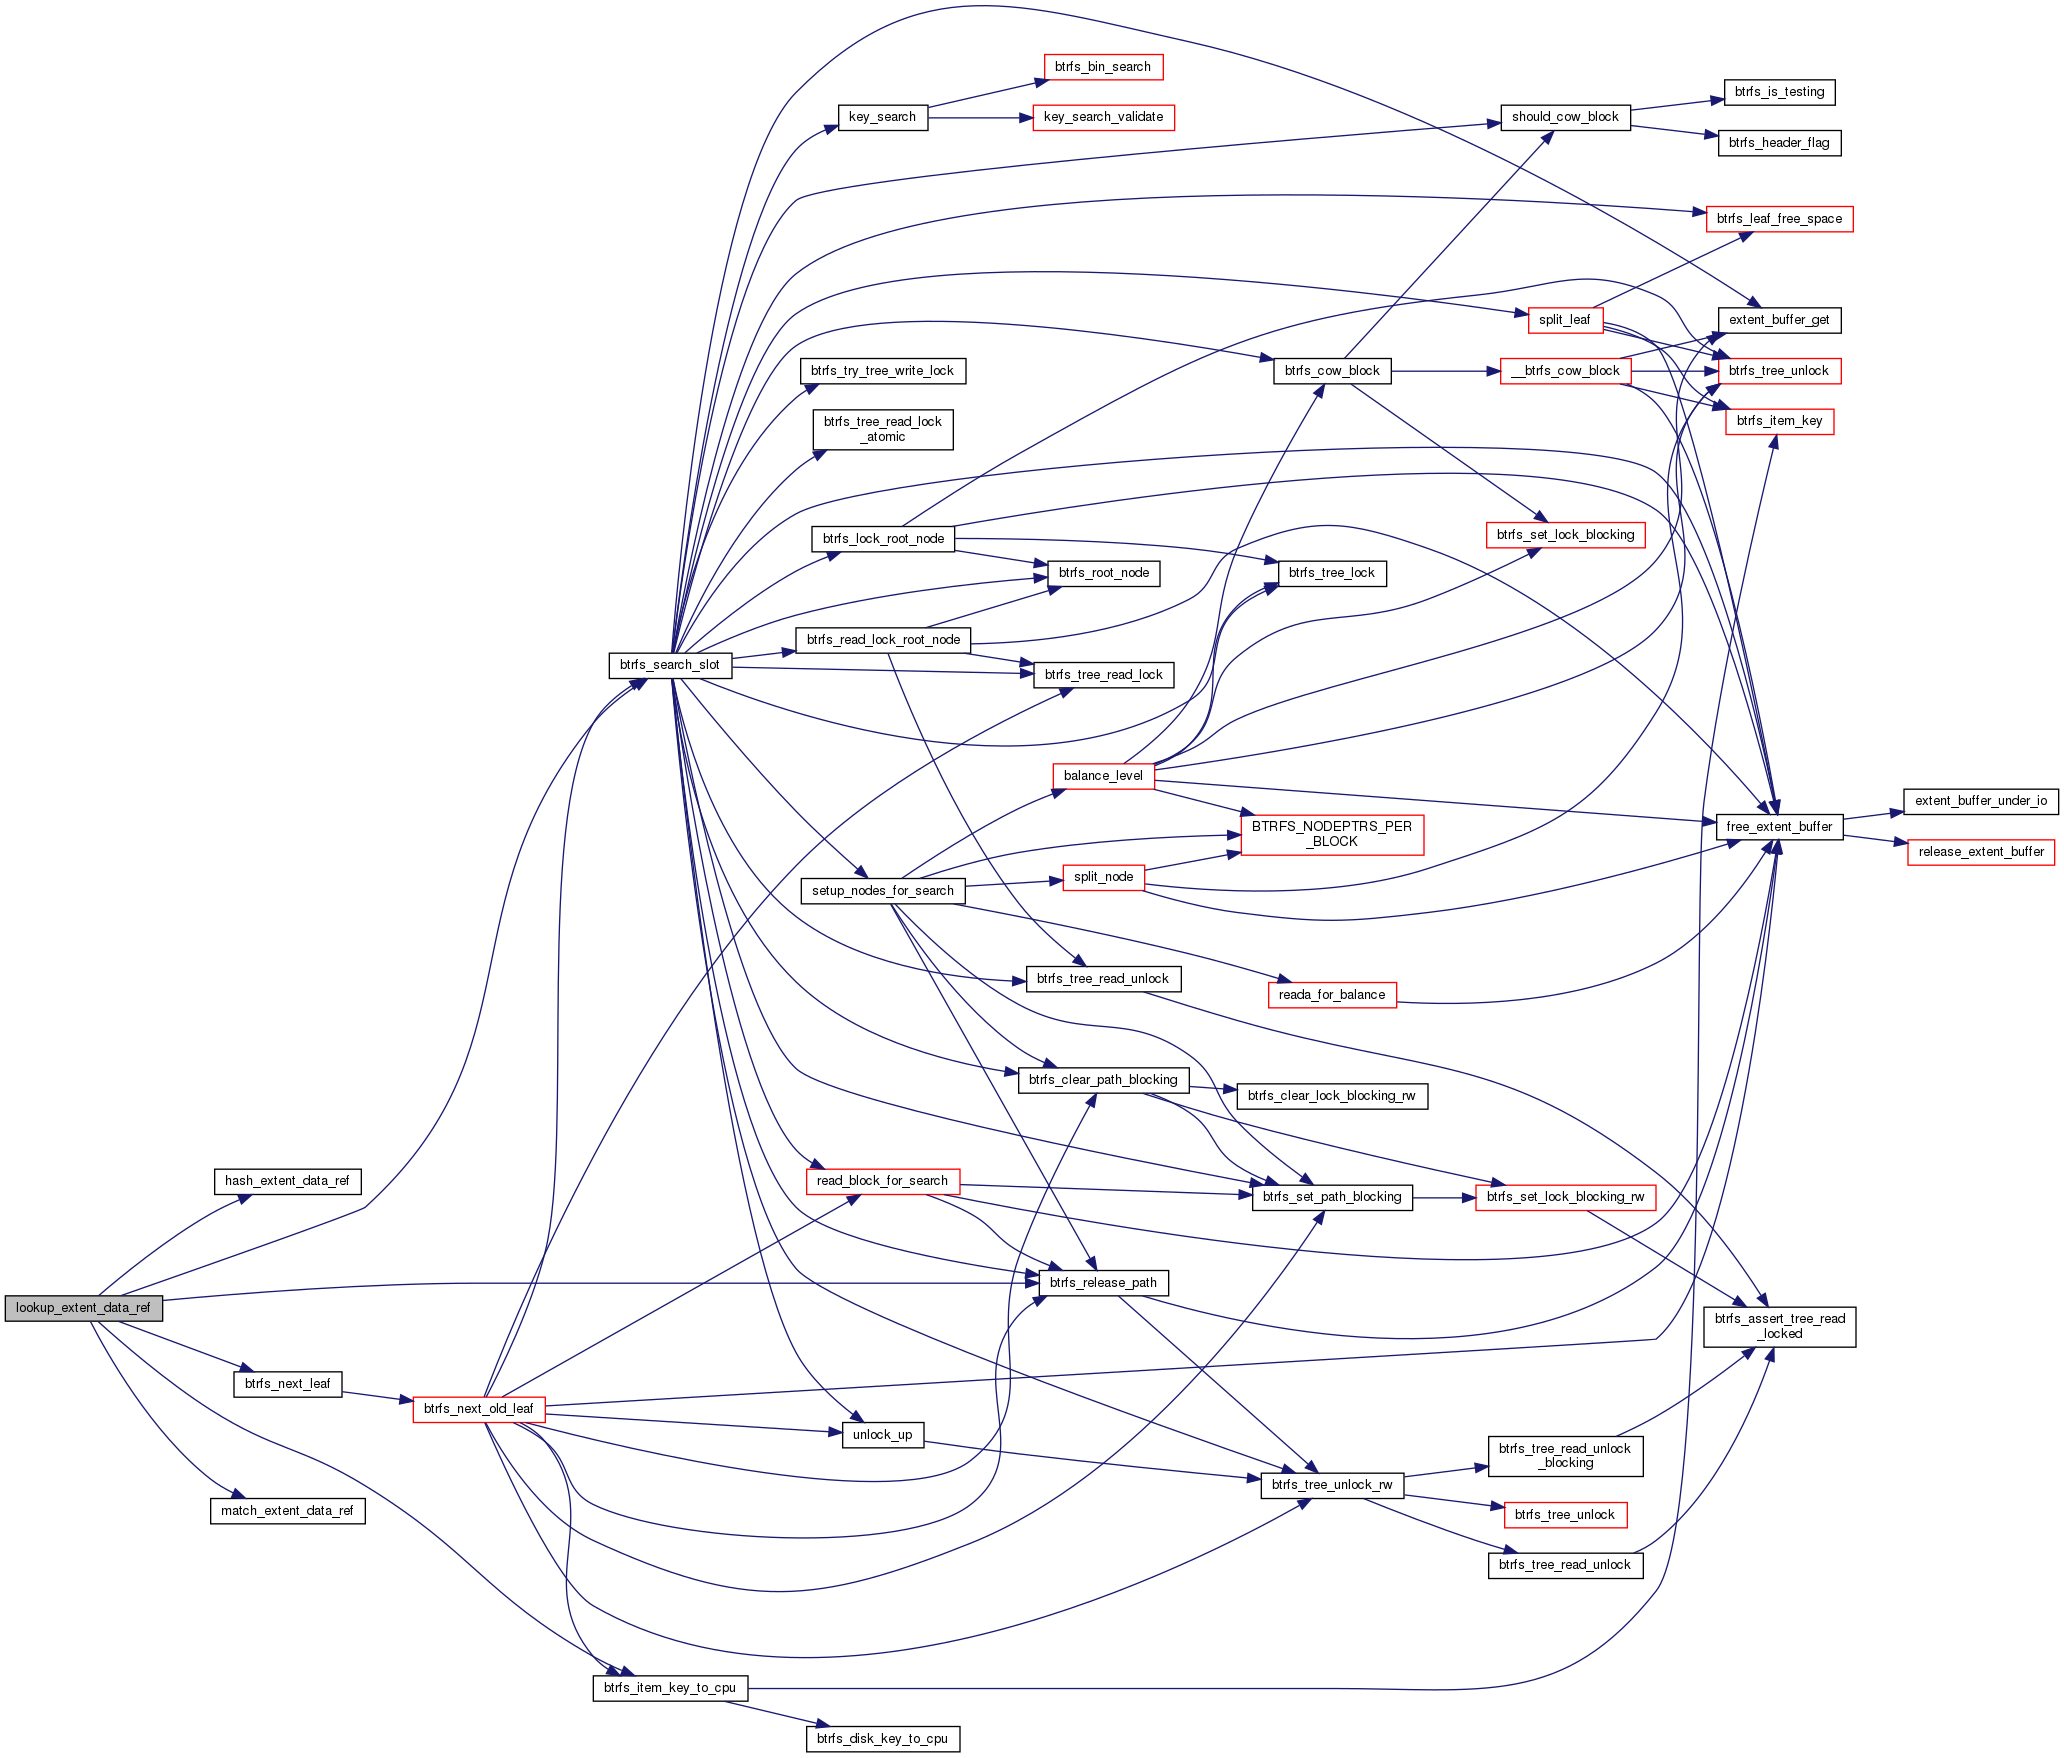 btrfs_bin_search
btrfs_is_testing
key_search
key_search_validate
should_cow_block
btrfs_header_flag
btrfs_leaf_free_space
split_leaf
extent_buffer_get
btrfs_try_tree_write_lock
btrfs_cow_block
__btrfs_cow_block
btrfs_tree_unlock
btrfs_tree_read_lock
_atomic
btrfs_item_key
btrfs_lock_root_node
btrfs_set_lock_blocking
btrfs_root_node
btrfs_tree_lock
btrfs_read_lock_root_node
btrfs_search_slot
btrfs_tree_read_lock
balance_level
extent_buffer_under_io
BTRFS_NODEPTRS_PER
_BLOCK
free_extent_buffer
release_extent_buffer
split_node
setup_nodes_for_search
btrfs_tree_read_unlock
reada_for_balance
btrfs_clear_path_blocking
btrfs_clear_lock_blocking_rw
hash_extent_data_ref
read_block_for_search
btrfs_set_path_blocking
btrfs_set_lock_blocking_rw
btrfs_release_path
lookup_extent_data_ref
btrfs_assert_tree_read
_locked
btrfs_next_leaf
btrfs_next_old_leaf
unlock_up
btrfs_tree_read_unlock
_blocking
btrfs_tree_unlock_rw
match_extent_data_ref
btrfs_tree_unlock
btrfs_tree_read_unlock
btrfs_item_key_to_cpu
btrfs_disk_key_to_cpu